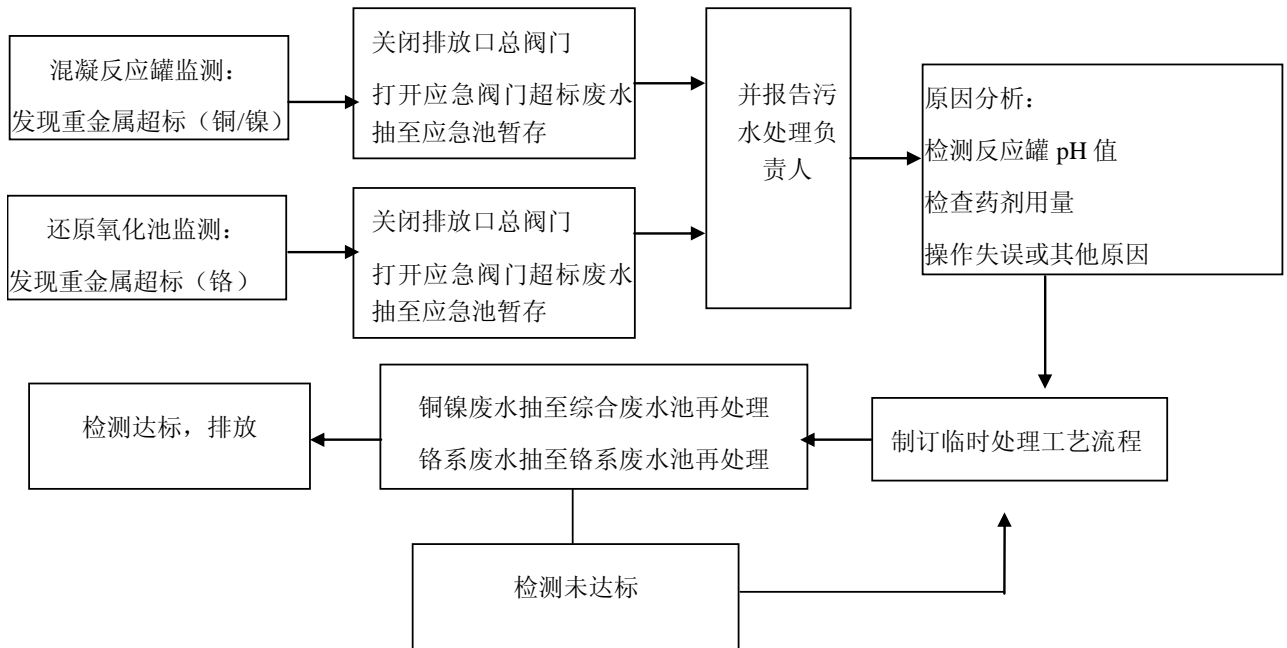 混凝反应罐监测：
发现重金属超标（铜/镍）
关闭排放口总阀门
打开应急阀门超标废水
抽至应急池暂存
并报告污
水处理负
责人
原因分析：
检测反应罐 pH 值
检查药剂用量
操作失误或其他原因
还原氧化池监测：
发现重金属超标（铬）
关闭排放口总阀门
打开应急阀门超标废水
抽至应急池暂存
检测达标，排放
铜镍废水抽至综合废水池再处理
铬系废水抽至铬系废水池再处理
制订临时处理工艺流程
检测未达标